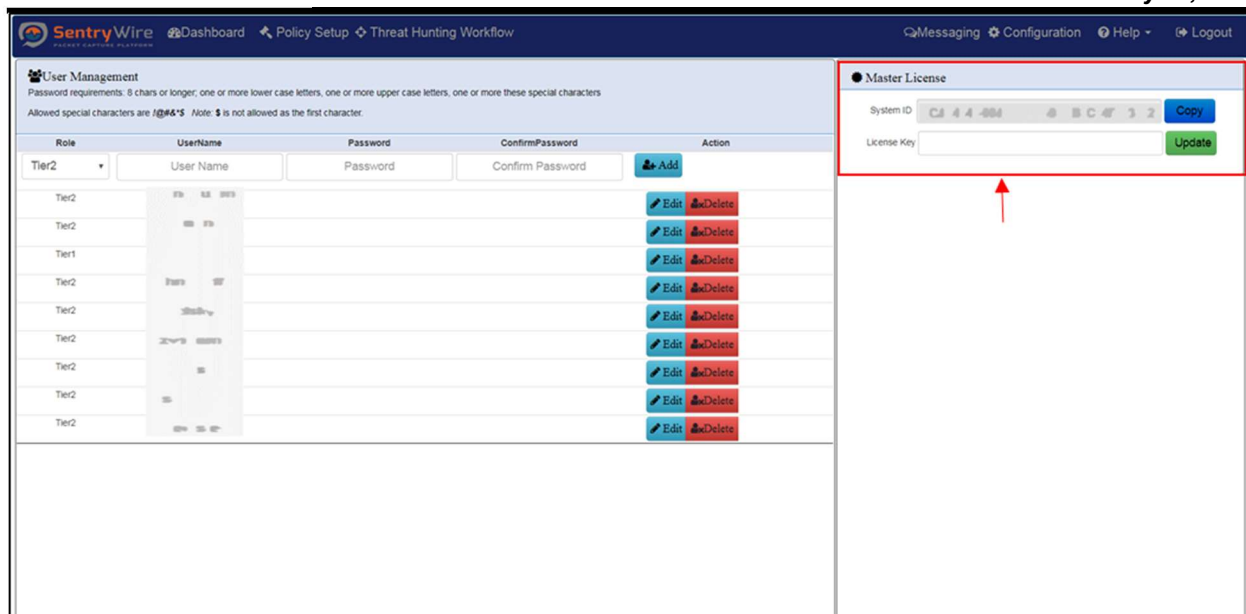 SentryWire
PACKET CAPTURE PLATFORM
Dashboard Policy Setup Threat Hunting Workflow Messaging Configuration Help Logout
User Management
Password requirements: 8 chars or longer; one or more lower case letters, one or more upper case letters, one or more these special characters
Allowed special characters are !@#&*$ Note: $ is not allowed as the first character.
Role UserName Password ConfirmPassword Action
Tier2 User Name Password Confirm Password Add
Tier2 Edit Delete
Tier2 Edit Delete
Tier1 Edit Delete
Tier2 Edit Delete
Tier2 Edit Delete
Tier2 Edit Delete
Tier2 Edit Delete
Tier2 Edit Delete
Tier2 Edit Delete
Master License
System ID Copy
License Key Update